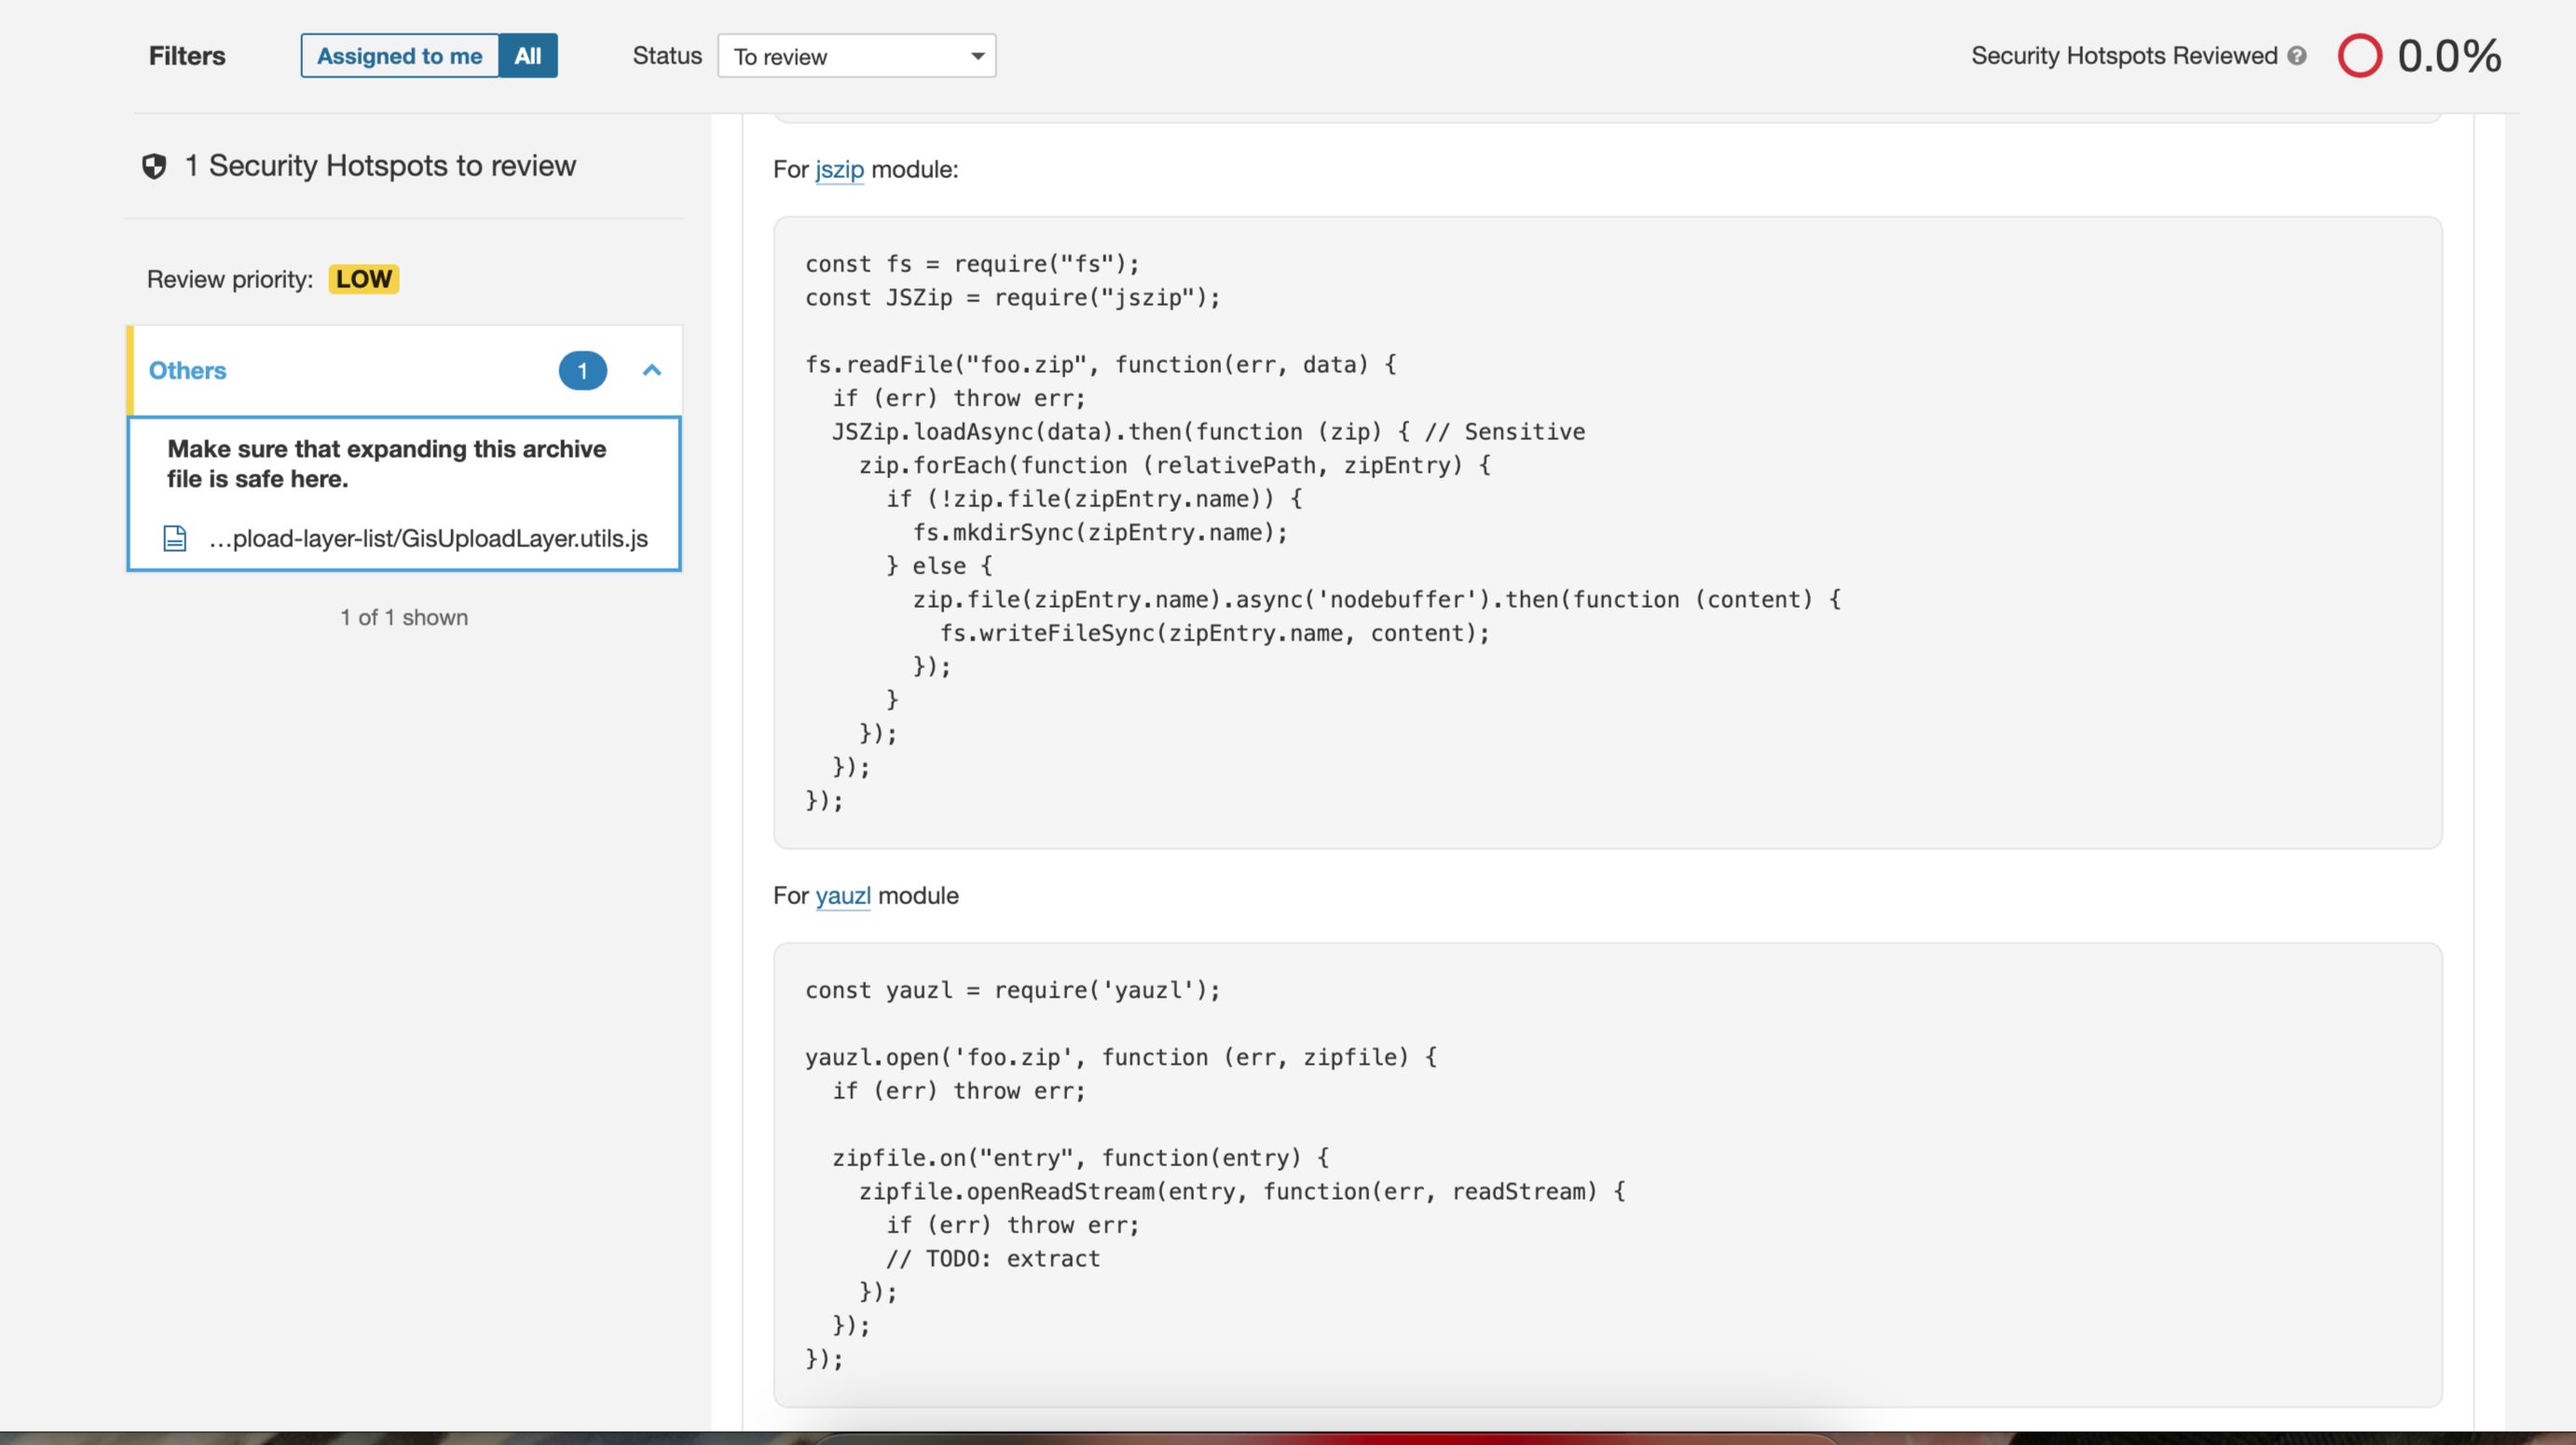 Filters
Assigned to me
All
Status
To review
Security Hotspots Reviewed
?
0.0%
1 Security Hotspots to review
Review priority: LOW
Others
1
Make sure that expanding this archive
file is safe here.
...pload-layer-list/GisUploadLayer.utils.js
1 of 1 shown
For jszip module:
const fs = require("fs");
const JSZip = require("jszip");
fs.readFile("foo.zip", function(err, data) {
if (err) throw err;
JSZip.loadAsync(data).then(function (zip) { // Sensitive
zip.forEach(function (relativePath, zipEntry) {
if (!zip.file(zipEntry.name)) {
fs.mkdirSync(zipEntry.name);
} else {
zip.file(zipEntry.name).async('nodebuffer').then(function (content) {
fs.writeFileSync(zipEntry.name, content);
});
}
});
});
});
For yauzl module
const yauzl = require('yauzl');
yauzl.open('foo.zip', function (err, zipfile) {
if (err) throw err;
zipfile.on("entry", function(entry) {
zipfile.openReadStream(entry, function(err, readStream) {
if (err) throw err;
// TODO: extract
});
});
});